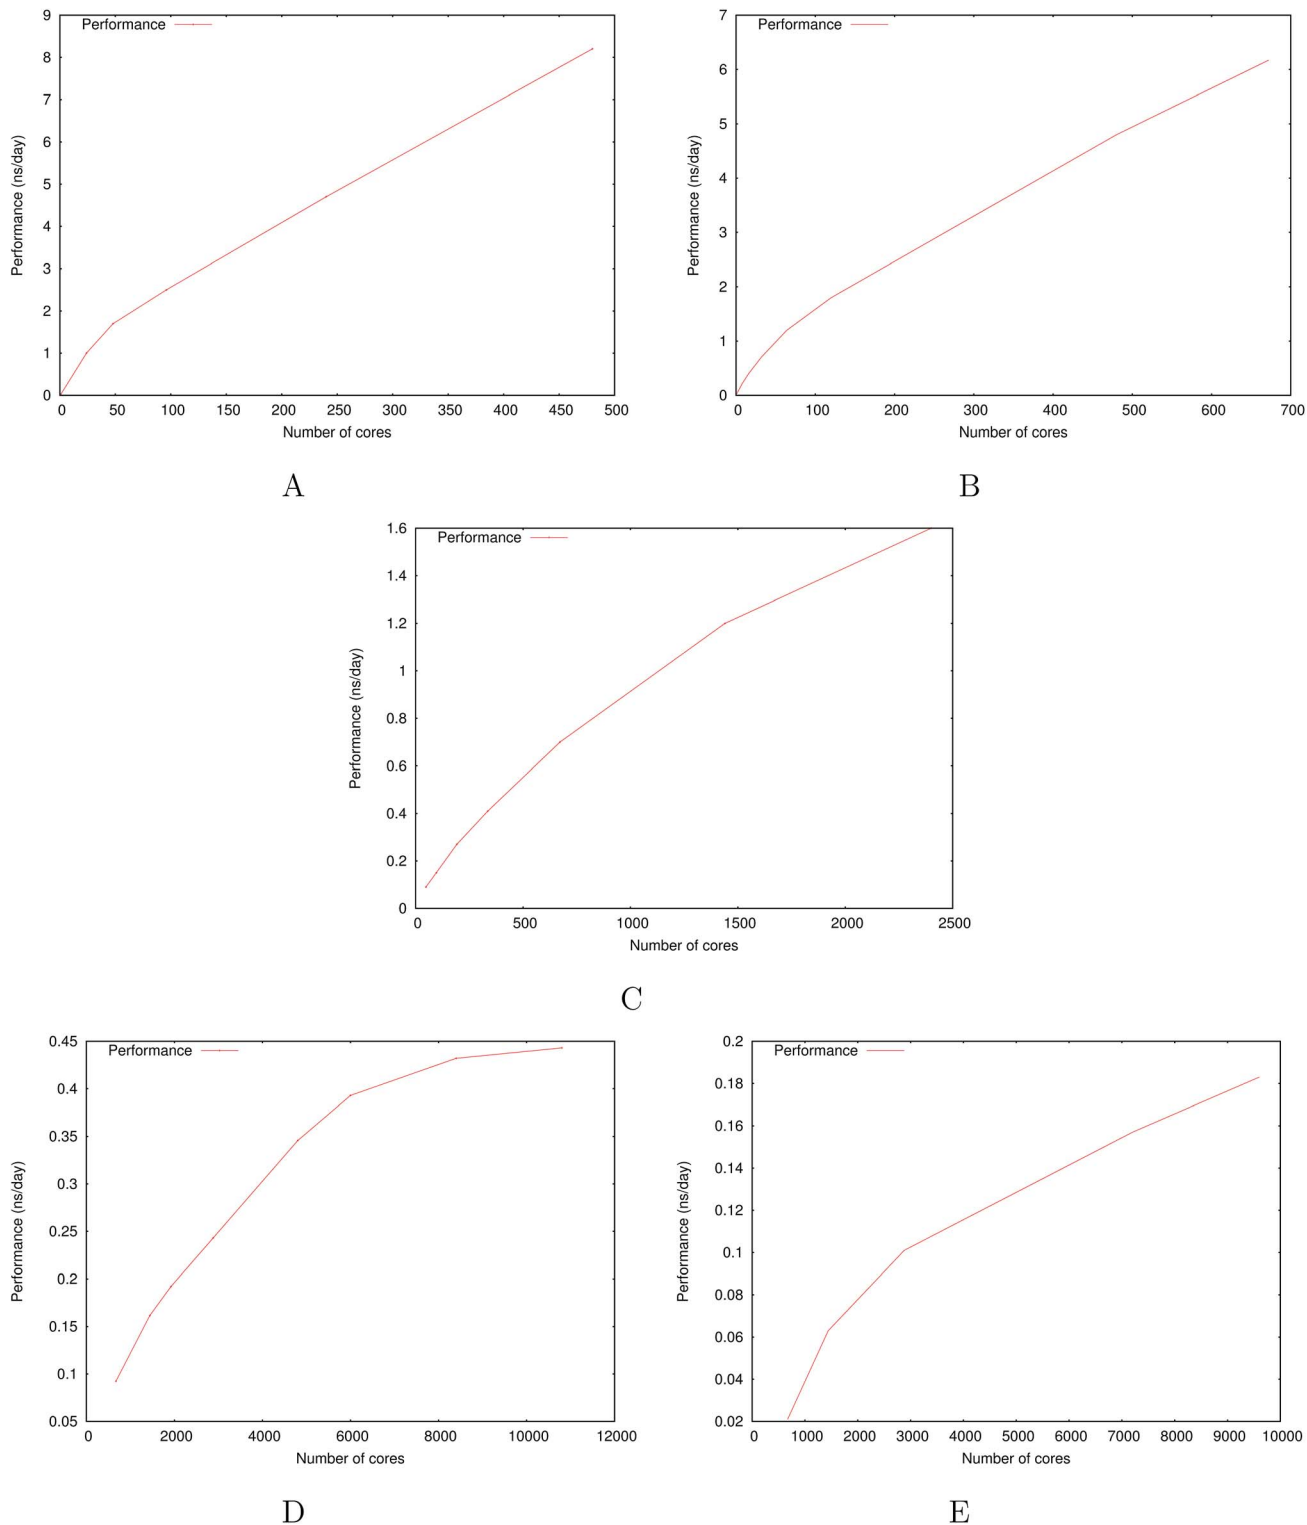 Performance
9
8
7
6
5
4
3
2
1
0
Performance (ns/day)
0 50 100 150 200 250 300 350 400 450 500
Number of cores
A
Performance
7
6
5
4
3
2
1
0
Performance (ns/day)
0 100 200 300 400 500 600 700
Number of cores
B
Performance
1.6
1.4
1.2
1
0.8
0.6
0.4
0.2
0
Performance (ns/day)
0 500 1000 1500 2000 2500
Number of cores
C
Performance
0.45
0.4
0.35
0.3
0.25
0.2
0.15
0.1
0.05
Performance (ns/day)
0 2000 4000 6000 8000 10000 12000
Number of cores
D
Performance
0.2
0.18
0.16
0.14
0.12
0.1
0.08
0.06
0.04
0.02
Performance (ns/day)
0 1000 2000 3000 4000 5000 6000 7000 8000 9000 10000
Number of cores
E